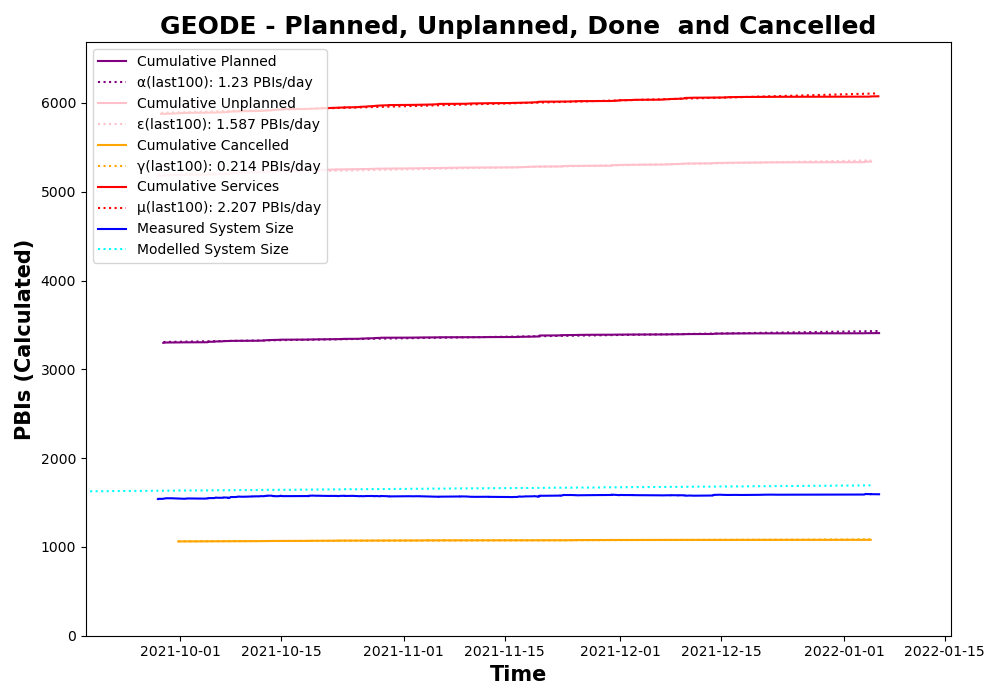 GEODE - Planned, Unplanned, Done  and Cancelled
Cumulative Planned
α(last100): 1.23 PBIs/day
Cumulative Unplanned
ε(last100): 1.587 PBIs/day
Cumulative Cancelled
γ(last100): 0.214 PBIs/day
Cumulative Services
μ(last100): 2.207 PBIs/day
Measured System Size
Modelled System Size
PBIs (Calculated)
6000
5000
4000
3000
2000
1000
0
2021-10-01 2021-10-15 2021-11-01 2021-11-15 2021-12-01 2021-12-15 2022-01-01 2022-01-15
Time